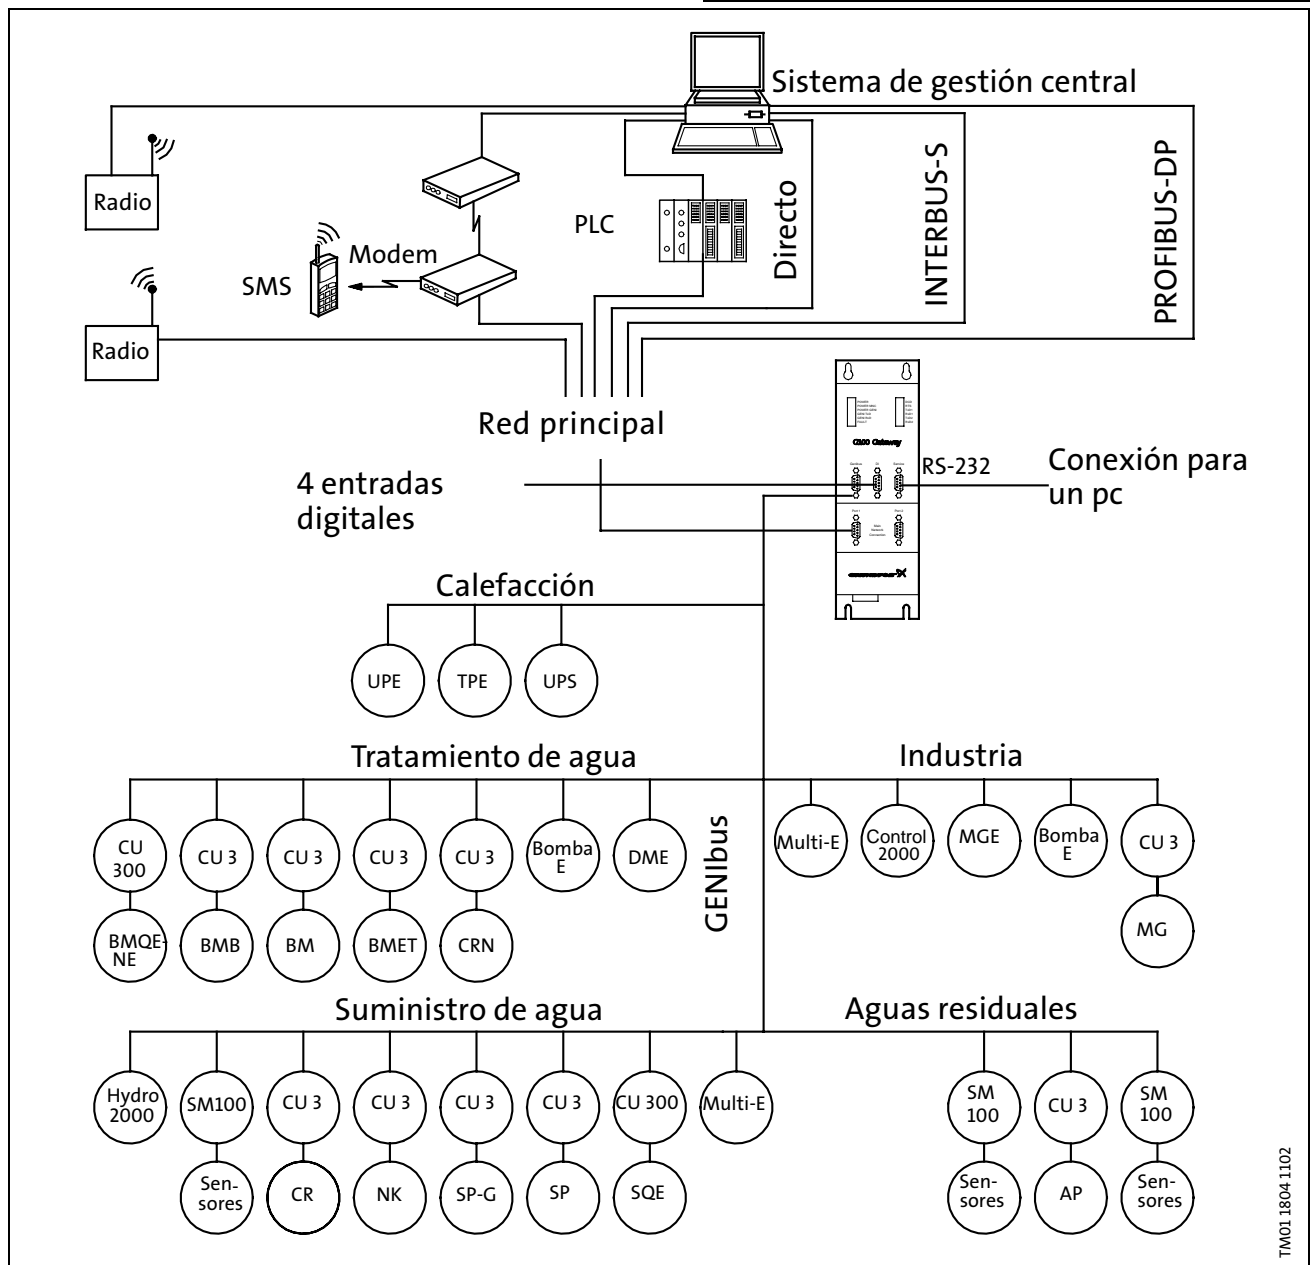 Sistema de gestión central
Radio
PLC
Directo
INTERBUS-S
PROFIBUS-DP
Modem
SMS
Radio
Red principal
G100 Gateway
RS-232
Conexión para
un pc
4 entradas
digitales
Calefacción
UPE
TPE
UPS
Tratamiento de agua
Industria
GENIbus
CU
300
CU 3
CU 3
CU 3
CU 3
Bomba
E
DME
Multi-E
Control
2000
MGE
Bomba
E
CU 3
BMQE-
NE
BMB
BM
BMET
CRN
MG
Suministro de agua
Aguas residuales
Hydro
2000
SM100
CU 3
CU 3
CU 3
CU 3
CU 300
Multi-E
SM
100
CU 3
SM
100
Sen-
sores
CR
NK
SP-G
SP
SQE
Sen-
sores
AP
Sen-
sores
TM01 1804 1102